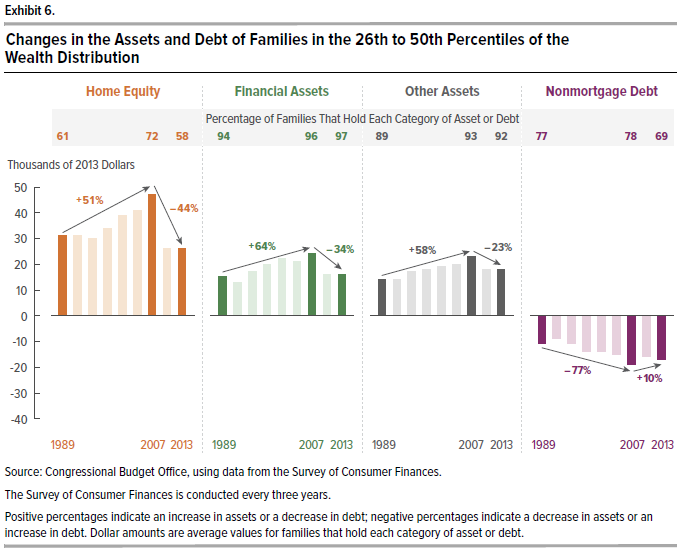 Exhibit 6.
Changes in the Assets and Debt of Families in the 26th to 50th Percentiles of the
Wealth Distribution
Home Equity Financial Assets Other Assets Nonmortgage Debt
Percentage of Families That Hold Each Category of Asset or Debt
61 72 58 94 96 97 89 93 92 77 78 69
Thousands of 2013 Dollars
50
+51%
−44%
40
30
+64%
−34%
+58%
−23%
20
10
0
-10
-20
−77%
+10%
-30
-40
1989 2007 2013 1989 2007 2013 1989 2007 2013 1989 2007 2013
Source: Congressional Budget Office, using data from the Survey of Consumer Finances.
The Survey of Consumer Finances is conducted every three years.
Positive percentages indicate an increase in assets or a decrease in debt; negative percentages indicate a decrease in assets or an
increase in debt. Dollar amounts are average values for families that hold each category of asset or debt.